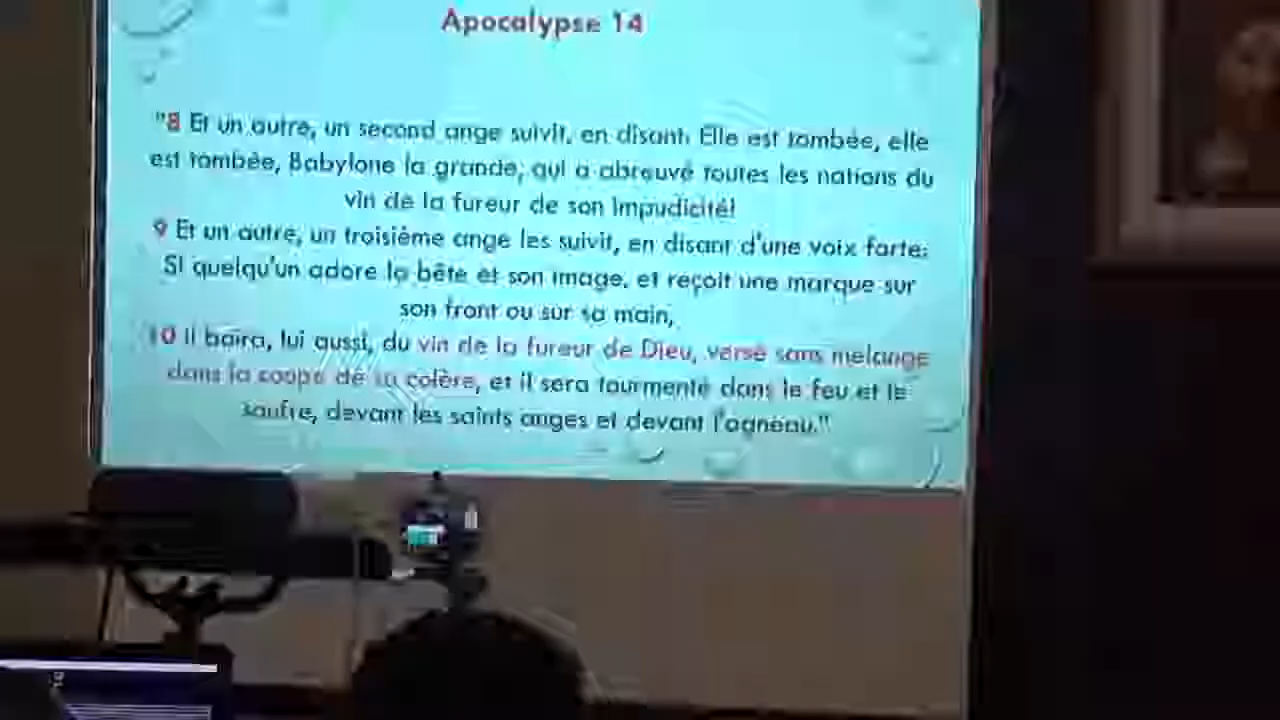 Apocalypse 14
"8 Et un autre, un second ange suivit, en disant: Elle est tombée, elle
est tombée, Babylone la grande, qui a abreuvé toutes les nations du
vin de la fureur de son impudicité!
9 Et un autre, un troisième ange les suivit, en disant d'une voix forte:
Si quelqu'un adore la bête et son image, et reçoit une marque sur
son front ou sur sa main,
10 il boira, lui aussi, du vin de la fureur de Dieu, versé sans mélange
dans la coupe de sa colère, et il sera tourmenté dans le feu et le
soufre, devant les saints anges et devant l'agneau."